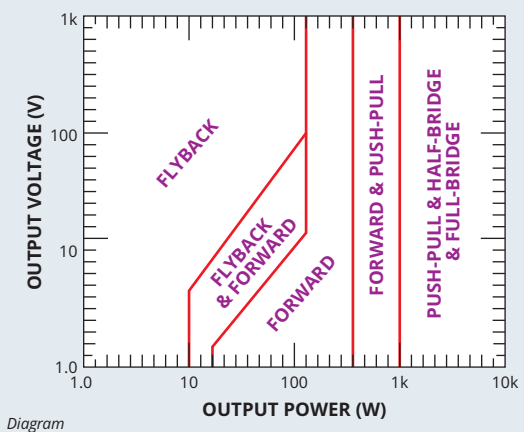 OUTPUT VOLTAGE (V)
1k
100
10
1.0
FLYBACK
FLYBACK
& FORWARD
FORWARD
FORWARD & PUSH-PULL
PUSH-PULL & HALF-BRIDGE
& FULL-BRIDGE
1.0 10 100 1k 10k
OUTPUT POWER (W)
Diagram